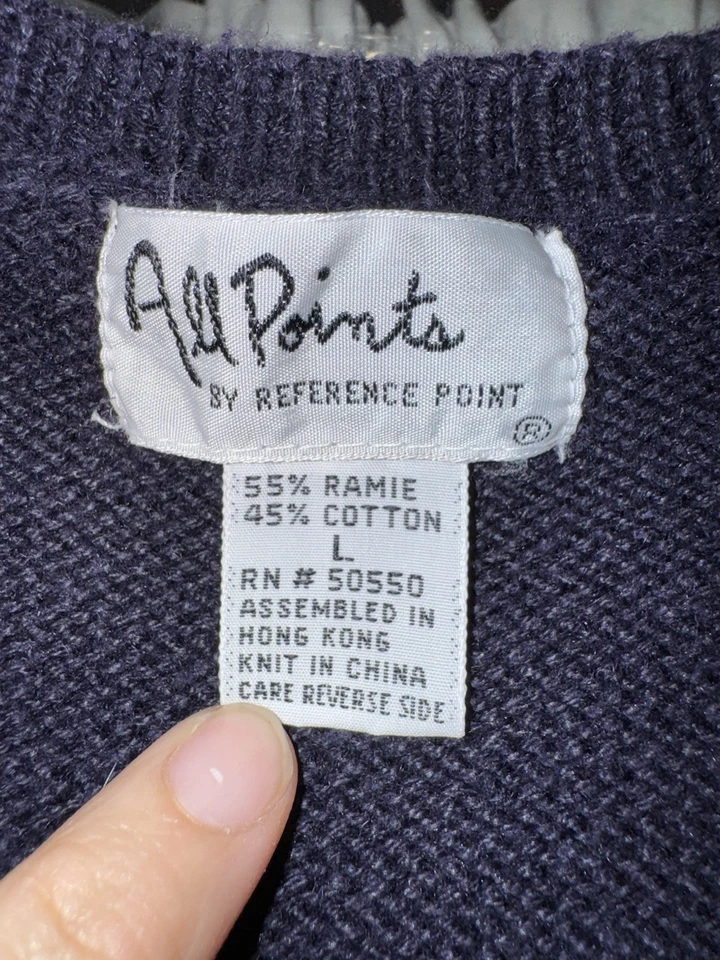 All Points
BY REFERENCE POINT
®
55% RAMIE
45% COTTON
L
RN # 50550
ASSEMBLED IN
HONG KONG
KNIT IN CHINA
CARE REVERSE SIDE